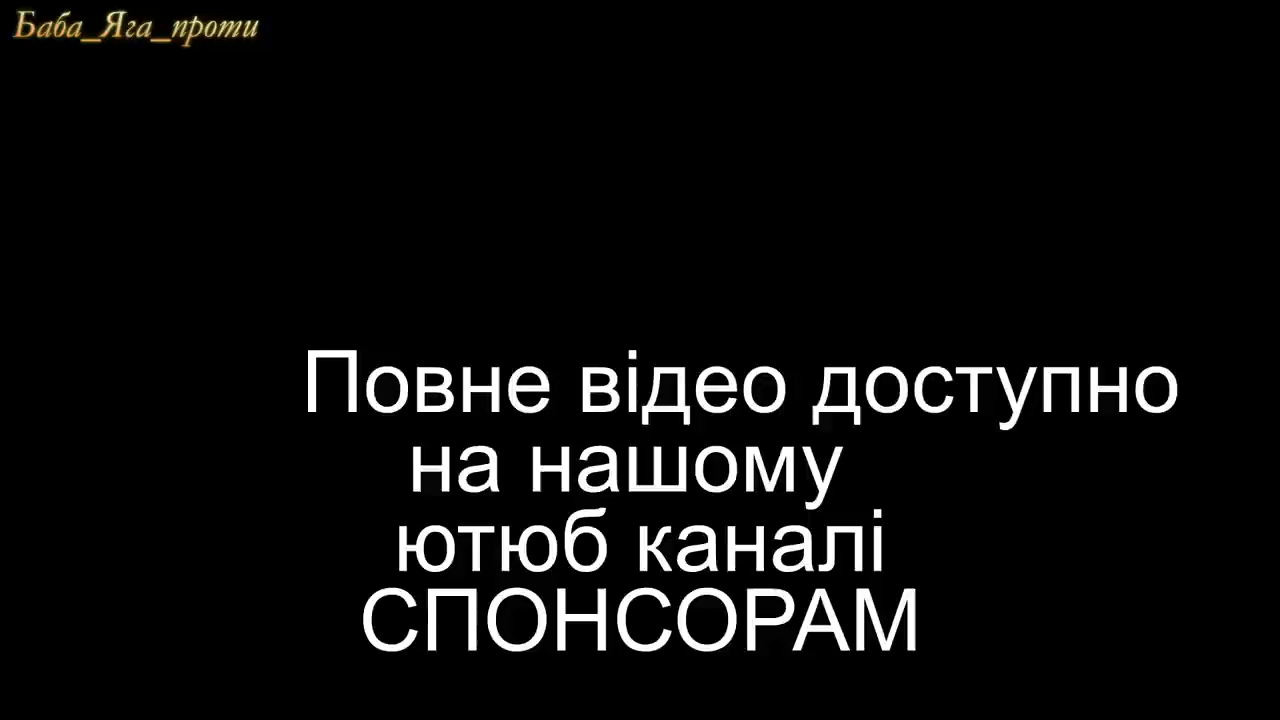 Баба_Яга_проти
Повне відео доступно
на нашому
ютюб каналі
СПОНСОРАМ